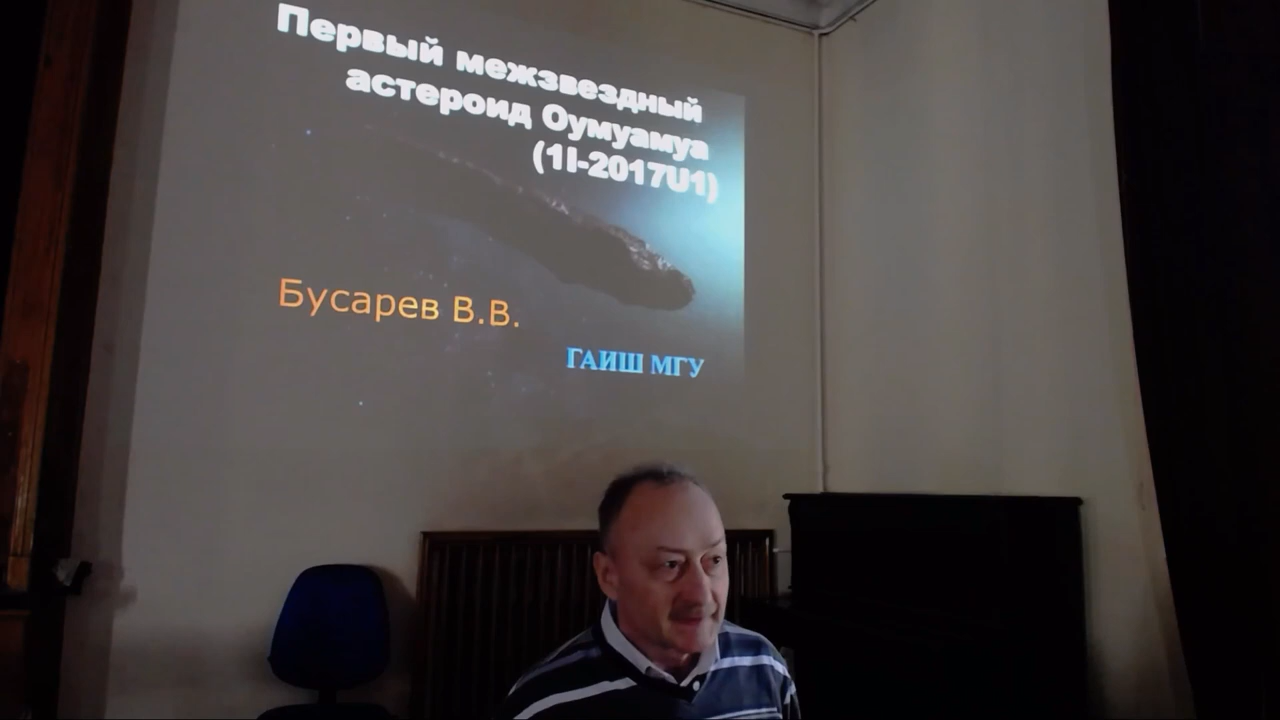 Первый межзвездный
астероид Оумуамуа
(1I-2017U1)
Бусарев В.В.
ГАИШ МГУ